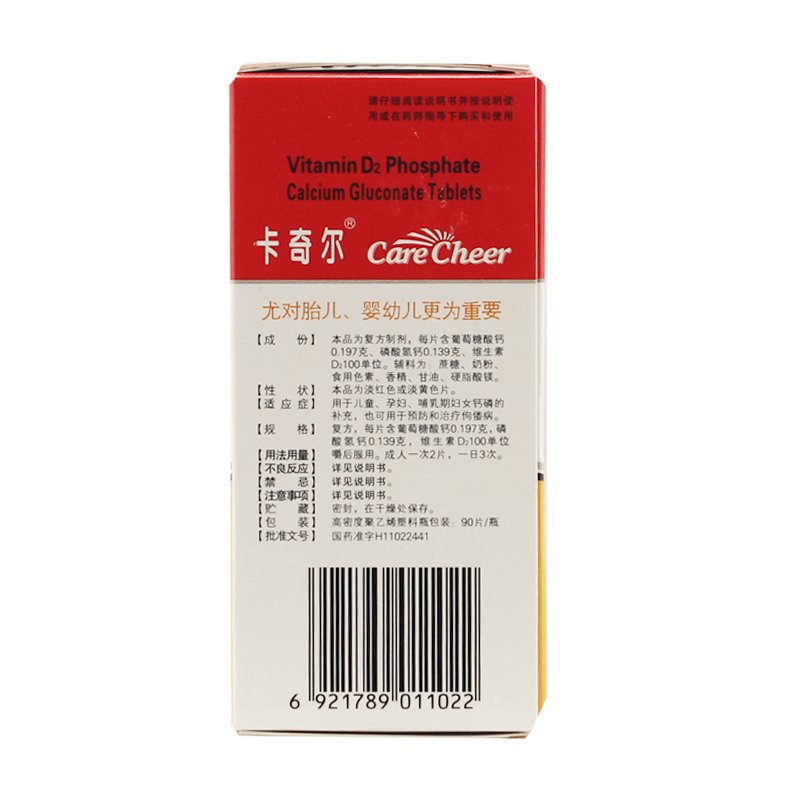 请仔细阅读说明书并按说明使
用或在药师指导下购买和使用
Vitamin D₂ Phosphate
Calcium Gluconate Tablets
卡奇尔® Care Cheer
尤对胎儿、婴幼儿更为重要
【成 份】 本品为复方制剂，每片含葡萄糖酸钙
0.197克、磷酸氢钙0.139克、维生素
D₂100单位。辅料为：蔗糖、奶粉、
食用色素、香精、甘油、硬脂酸镁。
【性 状】 本品为淡红色或淡黄色片。
【适应症】 用于儿童、孕妇、哺乳期妇女钙磷的
补充，也可用于预防和治疗佝偻病。
【规 格】 复方，每片含葡萄糖酸钙0.197克，磷
酸氢钙0.139克，维生素D₂100单位
【用法用量】 嚼后服用。成人一次2片，一日3次。
【不良反应】 详见说明书。
【禁 忌】 详见说明书。
【注意事项】 详见说明书。
【贮 藏】 密封，在干燥处保存。
【包 装】 高密度聚乙烯塑料瓶包装：90片/瓶
【批准文号】 国药准字H11022441
6 921789 011022